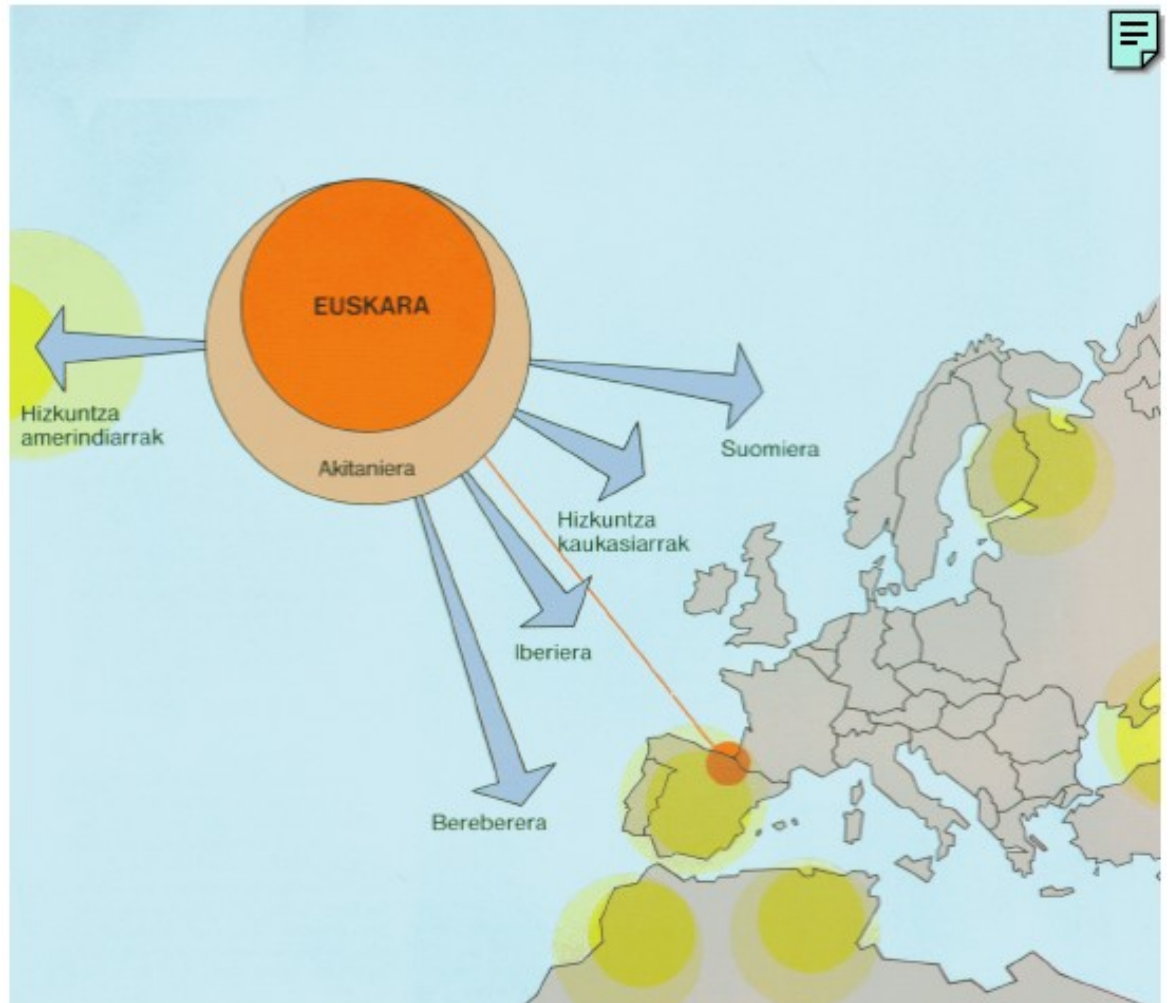 EUSKARA
Akitaniera
Hizkuntza
amerindiarrak
Suomiera
Hizkuntza
kaukasiarrak
Iberiera
Bereberera